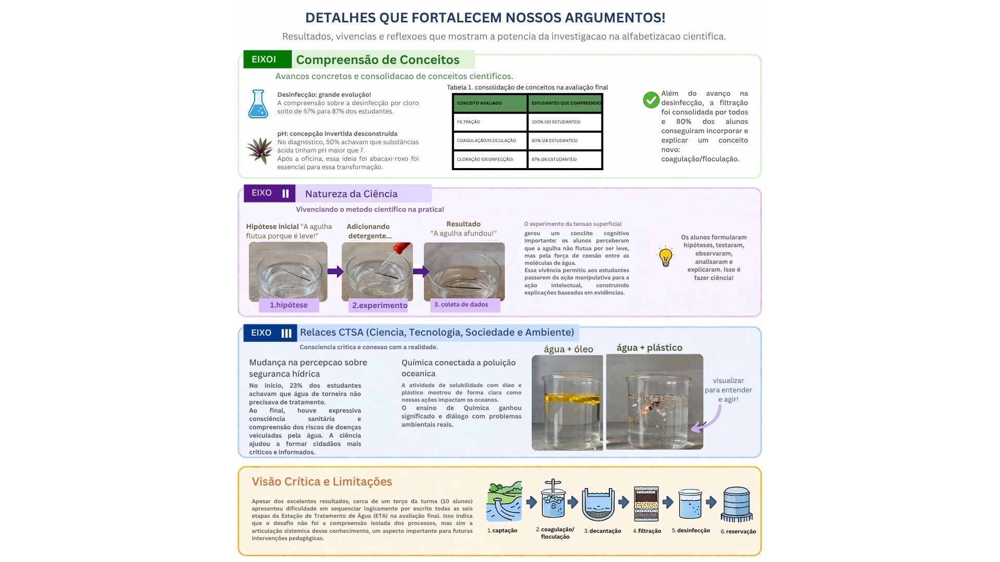 DETALHES QUE FORTALECEM NOSSOS ARGUMENTOS!
Resultados, vivencias e reflexoes que mostram a potencia da investigacao na alfabetizacao cientifica.
EIXOI
Compreensão de Conceitos
Avancos concretos e consolidacao de conceitos cientificos.
Desinfecção: grande evolução!
A compreensão sobre a desinfecção por cloro
solto de 57% para 87% dos estudantes.
pH: concepção invertida desconstruída
No diagnóstico, 50% achavam que substâncias
ácida tinham pH maior que 7.
Após a oficina, essa ideia foi abacaxi-roxo foi
essencial para essa transformação.
Tabela 1. consolidação de conceitos na avaliação final
CONCEITO AVALIADO
ESTUDANTES QUE COMPREENDER
FILTRAÇÃO
100% (30 ESTUDANTES)
COAGULAÇÃO/FLOCULAÇÃO
80% (24 ESTUDANTES)
CLORAÇÃO (DESINFECÇÃO)
87% (26 ESTUDANTES)
Além do avanço na
desinfecção, a filtração
foi consolidada por todos
e 80% dos alunos
conseguiram incorporar e
explicar um conceito
novo:
coagulação/floculação.
EIXO II
Natureza da Ciência
Vivenciando o metodo cientifico na pratica!
Hipótese inicial "A agulha
flutua porque é leve!"
Adicionando
detergente...
Resultado
"A agulha afundou!"
1.hipótese
2.experimento
3. coleta de dados
O experimento da tensao superficial
gerou um conclito cognitivo
importante: os alunos perceberam
que a agulha não flutua por ser leve,
mas pela força de coesão entre as
moléculas de água.
Essa vivência permitiu aos estudantes
passarem da ação manipulativa para a
ação intelectual, construindo
explicações baseadas em evidências.
Os alunos formularam
hipóteses, testaram,
observaram,
analisaram e
explicaram. Isso é
fazer ciência!
EIXO III
Relaces CTSA (Ciencia, Tecnologia, Sociedade e Ambiente)
Consciencia critica e conexao com a realidade.
Mudança na percepcao sobre
seguranca hídrica
No início, 23% dos estudantes
achavam que água de torneira não
precisava de tratamento.
Ao final, houve expressiva
consciência sanitária e
compreensão dos riscos de doenças
veiculadas pela água. A ciência
ajudou a formar cidadãos mais
críticos e informados.
Química conectada a poluição
oceanica
A atividade de solubilidade com óleo e
plástico mostrou de forma clara como
nossas ações impactam os oceanos.
O ensino de Química ganhou
significado e diálogo com problemas
ambientais reais.
água + óleo
água + plástico
visualizar
para entender
e agir!
Visão Crítica e Limitações
Apesar dos excelentes resultados, cerca de um terço da turma (10 alunos)
apresentou dificuldade em sequenciar logicamente por escrito todas as seis
etapas da Estação de Tratamento de Água (ETA) na avaliação final. Isso indica
que o desafio não foi a compreensão isolada dos processos, mas sim a
articulação sistemica desse conhecimento, um aspecto importante para futuras
intervenções pedagógicas.
1. captação
2. coagulação/
floculação
3. decantação
4. filtração
5. desinfecção
6. reservação